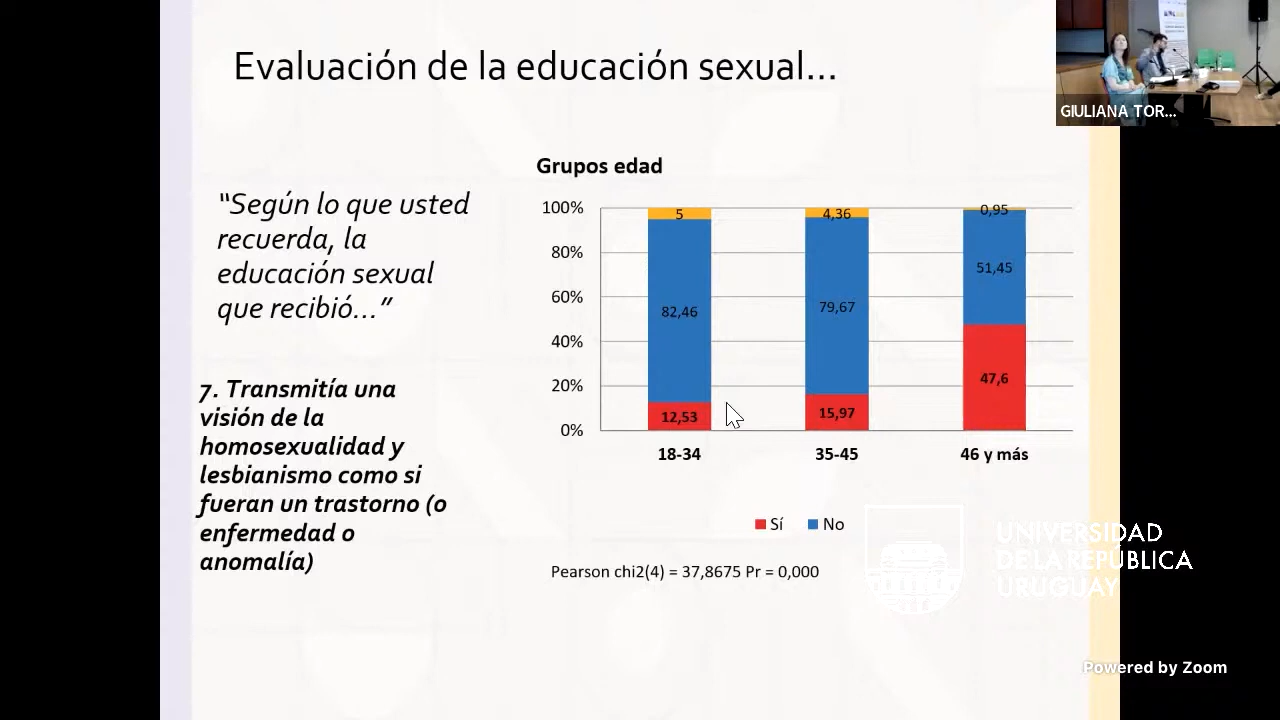 Evaluación de la educación sexual...
GIULIANA TOR...
"Según lo que usted
recuerda, la
educación sexual
que recibió..."
7. Transmitía una
visión de la
homosexualidad y
lesbianismo como si
fueran un trastorno (o
enfermedad o
anomalía)
Grupos edad
100%
80%
60%
40%
20%
0%
5
82,46
12,53
4,36
79,67
15,97
0,95
51,45
47,6
18-34
35-45
46 y más
Sí
No
Pearson chi2(4) = 37,8675 Pr = 0,000
UNIVERSIDAD
DE LA REPÚBLICA
URUGUAY
Powered by Zoom